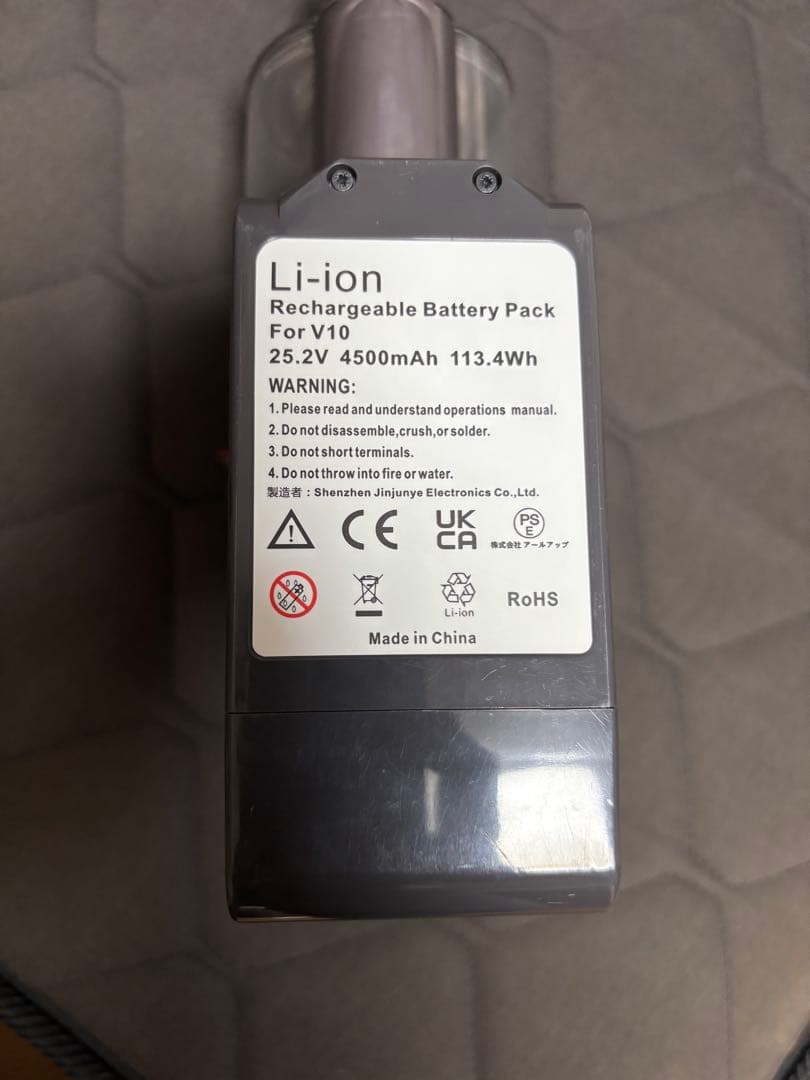 Li-ion
Rechargeable Battery Pack
For V10
25.2V 4500mAh 113.4Wh
WARNING:
1. Please read and understand operations manual.
2. Do not disassemble,crush,or solder.
3. Do not short terminals.
4. Do not throw into fire or water.
製造者：Shenzhen Jinjunye Electronics Co.,Ltd.
CE
UK
CA
PS
E
株式会社 アールアップ
Li-ion
RoHS
Made in China